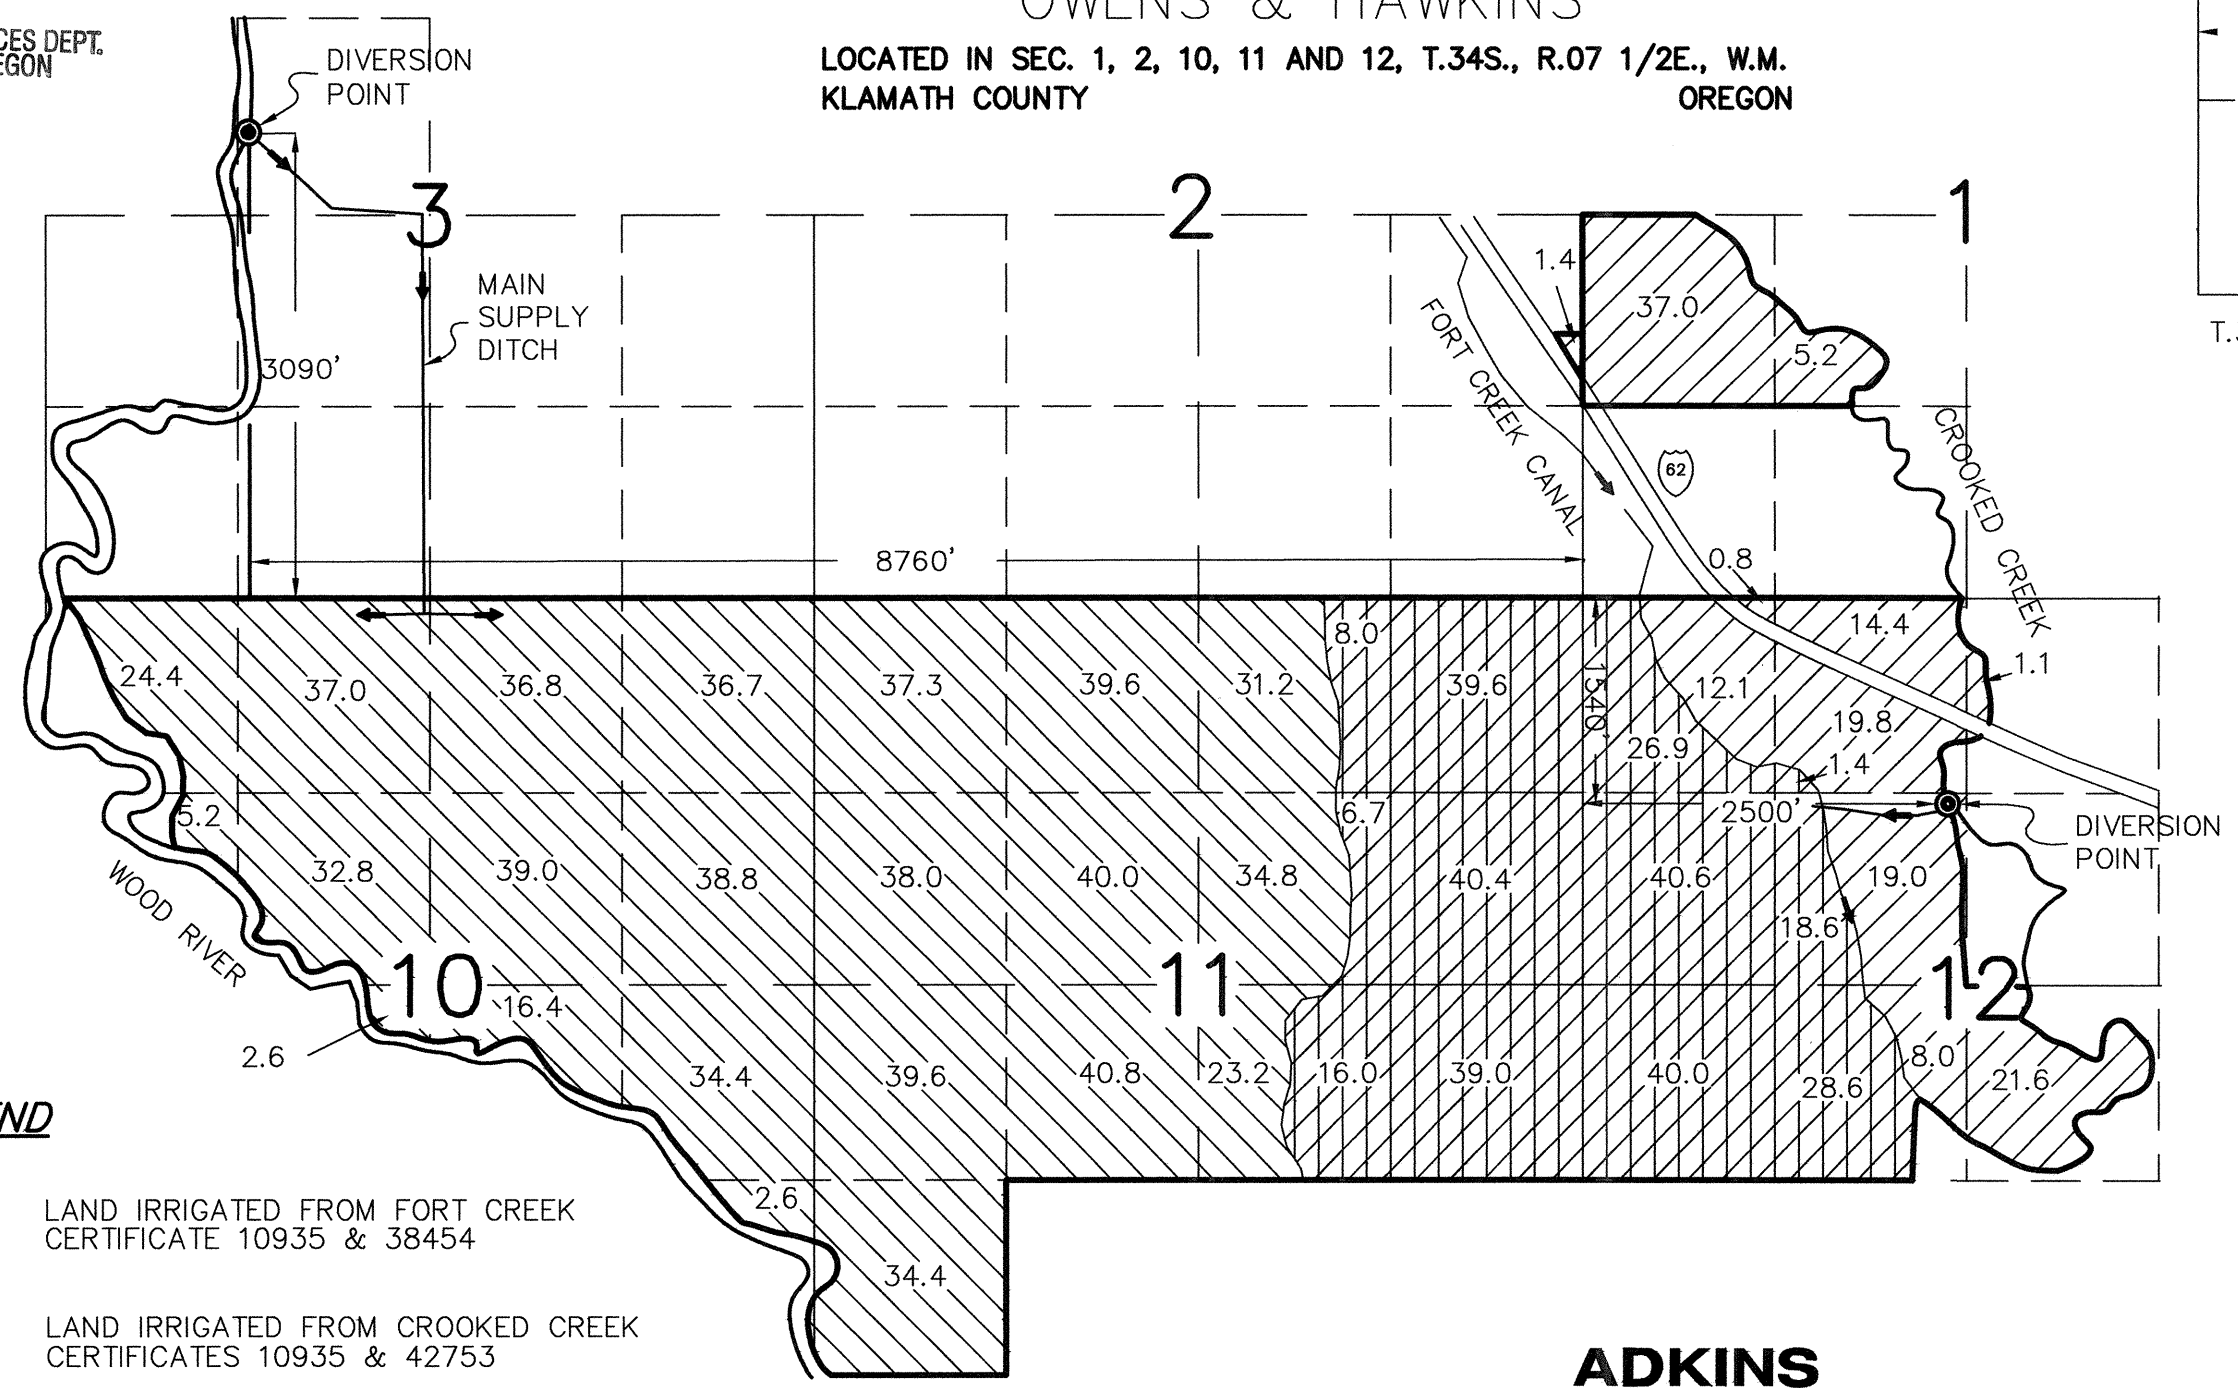 OWENS & HAWKINS
LOCATED IN SEC. 1, 2, 10, 11 AND 12, T.34S., R.07 1/2E., W.M.
KLAMATH COUNTY OREGON
DEPT.
DIVERSION
POINT
3
2
1
MAIN
SUPPLY
DITCH
3090'
1.4
37.0
5.2
FORT CREEK CANAL
62
CROOKED CREEK
8760'
0.8
24.4
37.0
36.8
36.7
37.3
39.6
31.2
8.0
39.6
1540'
12.1
14.4
1.1
19.8
26.9
1.4
5.2
6.7
2500'
DIVERSION
POINT
32.8
39.0
38.8
38.0
40.0
34.8
40.4
40.6
19.0
18.6
WOOD RIVER
10
11
12
16.4
2.6
34.4
39.6
40.8
23.2
16.0
39.0
40.0
28.6
8.0
21.6
2.6
34.4
LAND IRRIGATED FROM FORT CREEK
CERTIFICATE 10935 & 38454
LAND IRRIGATED FROM CROOKED CREEK
CERTIFICATES 10935 & 42753
ADKINS